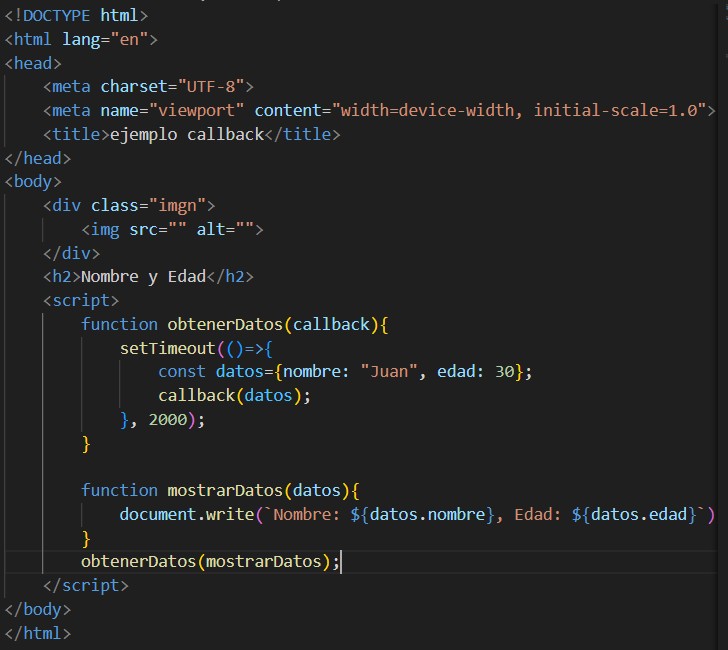 <!DOCTYPE html>
<html lang="en">
<head>
    <meta charset="UTF-8">
    <meta name="viewport" content="width=device-width, initial-scale=1.0">
    <title>ejemplo callback</title>
</head>
<body>
    <div class="imgn">
        <img src="" alt="">
    </div>
    <h2>Nombre y Edad</h2>
    <script>
        function obtenerDatos(callback){
            setTimeout(()=>{
                const datos={nombre: "Juan", edad: 30};
                callback(datos);
            }, 2000);
        }

        function mostrarDatos(datos){
            document.write(`Nombre: ${datos.nombre}, Edad: ${datos.edad}`)
        }
        obtenerDatos(mostrarDatos);
    </script>
</body>
</html>